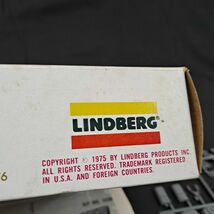 LINDBERG®
COPYRIGHT © 1975 BY LINDBERG PRODUCTS INC.
ALL RIGHTS RESERVED. TRADEMARK REGISTERED
IN U.S.A. AND FOREIGN COUNTRIES.